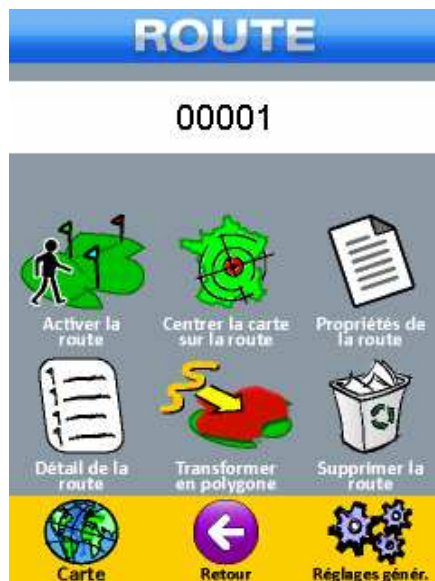 ROUTE
00001
Activer la
route
Centrer la carte
sur la route
Propriétés de
la route
Détail de la
route
Transformer
en polygone
Supprimer la
route
Carte
Retour
Réglages génér.